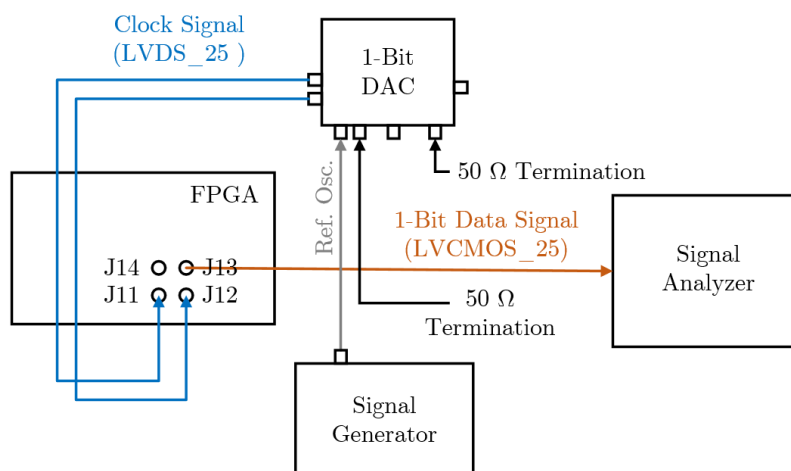 Clock Signal
(LVDS_25 )
1-Bit
DAC
50 Ω Termination
FPGA
Ref. Osc.
1-Bit Data Signal
(LVCMOS_25)
Signal
Analyzer
J14
J13
J11
J12
50 Ω
Termination
Signal
Generator